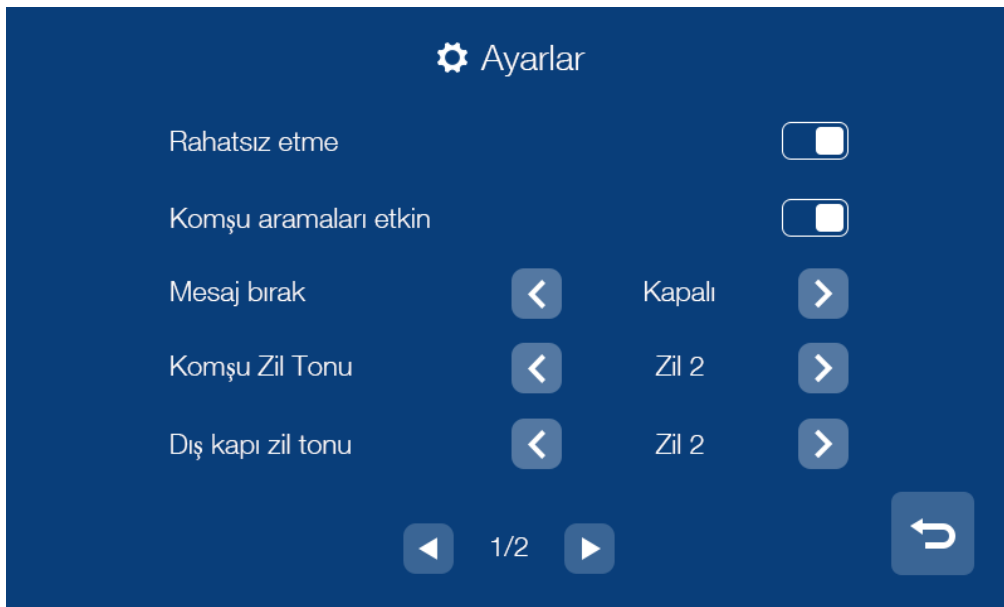 Ayarlar
Rahatsız etme
Komşu aramaları etkin
Mesaj bırak Kapalı
Komşu Zil Tonu Zil 2
Dış kapı zil tonu Zil 2
1/2